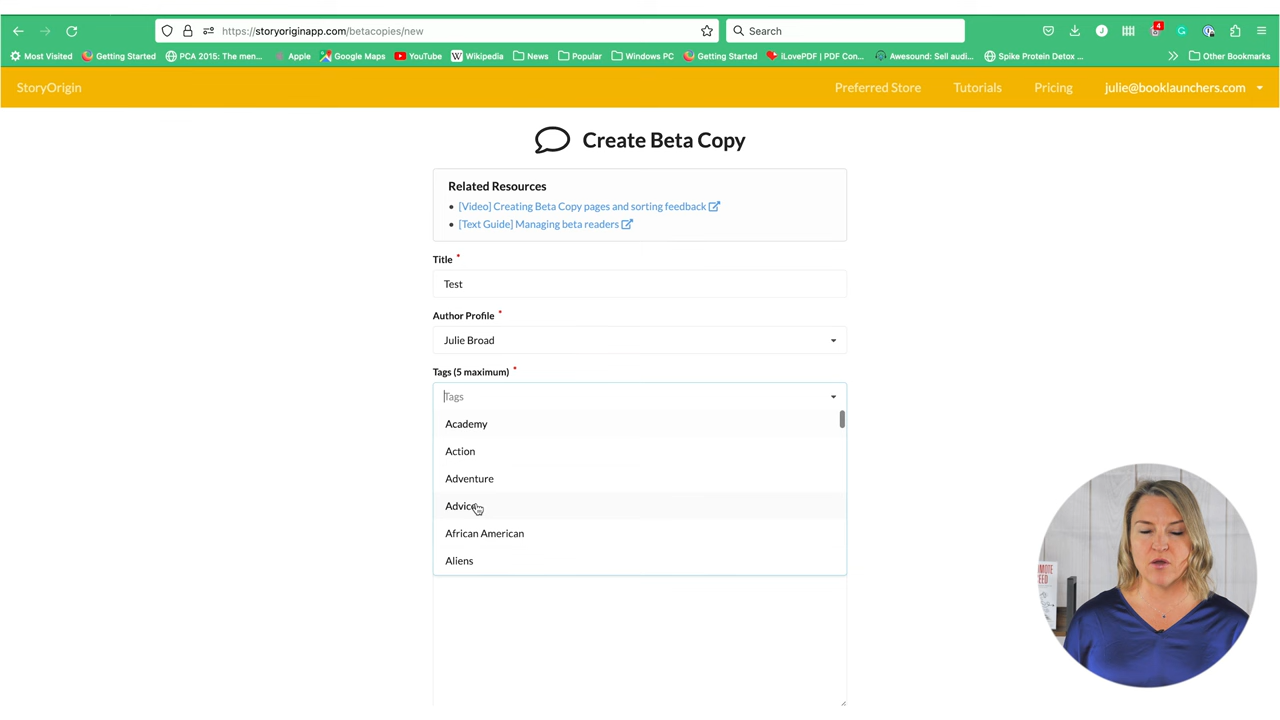 https://storyoriginapp.com/betacopies/new
Search
4
Most Visited
Getting Started
PCA 2015: The men...
Apple
Google Maps
YouTube
Wikipedia
News
Popular
Windows PC
Getting Started
iLovePDF | PDF Con...
Awesound: Sell audi...
Spike Protein Detox ...
Other Bookmarks
StoryOrigin
Preferred Store
Tutorials
Pricing
julie@booklaunchers.com
Create Beta Copy
Related Resources
[Video] Creating Beta Copy pages and sorting feedback
[Text Guide] Managing beta readers
Title *
Test
Author Profile *
Julie Broad
Tags (5 maximum) *
Tags
Academy
Action
Adventure
Advice
African American
Aliens